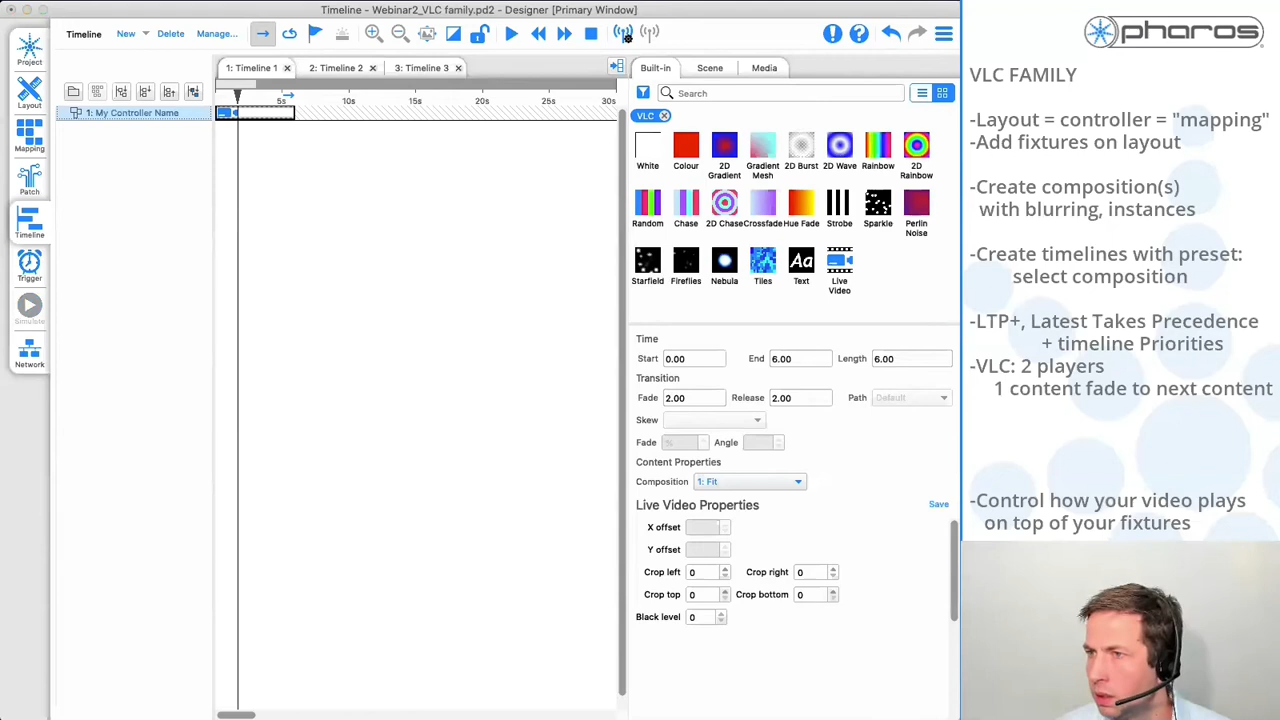 Timeline - Webinar2_VLC family.pd2 - Designer [Primary Window]
Timeline New Delete Manage...
Project
Layout
Mapping
Patch
Timeline
Trigger
Simulate
Network
1: Timeline 1 2: Timeline 2 3: Timeline 3
5s 10s 15s 20s 25s 30s
1: My Controller Name
Built-in Scene Media
Search
VLC
White Colour 2D Gradient Gradient Mesh 2D Burst 2D Wave Rainbow 2D Rainbow
Random Chase 2D Chase Crossfade Hue Fade Strobe Sparkle Perlin Noise
Starfield Fireflies Nebula Tiles Text Live Video
Aa
Time
Start 0.00 End 6.00 Length 6.00
Transition
Fade 2.00 Release 2.00 Path Default
Skew
Fade % Angle
Content Properties
Composition 1: Fit
Live Video Properties Save
X offset
Y offset
Crop left 0 Crop right 0
Crop top 0 Crop bottom 0
Black level 0
pharos
VLC FAMILY
-Layout = controller = "mapping"
-Add fixtures on layout
-Create composition(s)
with blurring, instances
-Create timelines with preset:
select composition
-LTP+, Latest Takes Precedence
+ timeline Priorities
-VLC: 2 players
1 content fade to next content
-Control how your video plays
on top of your fixtures